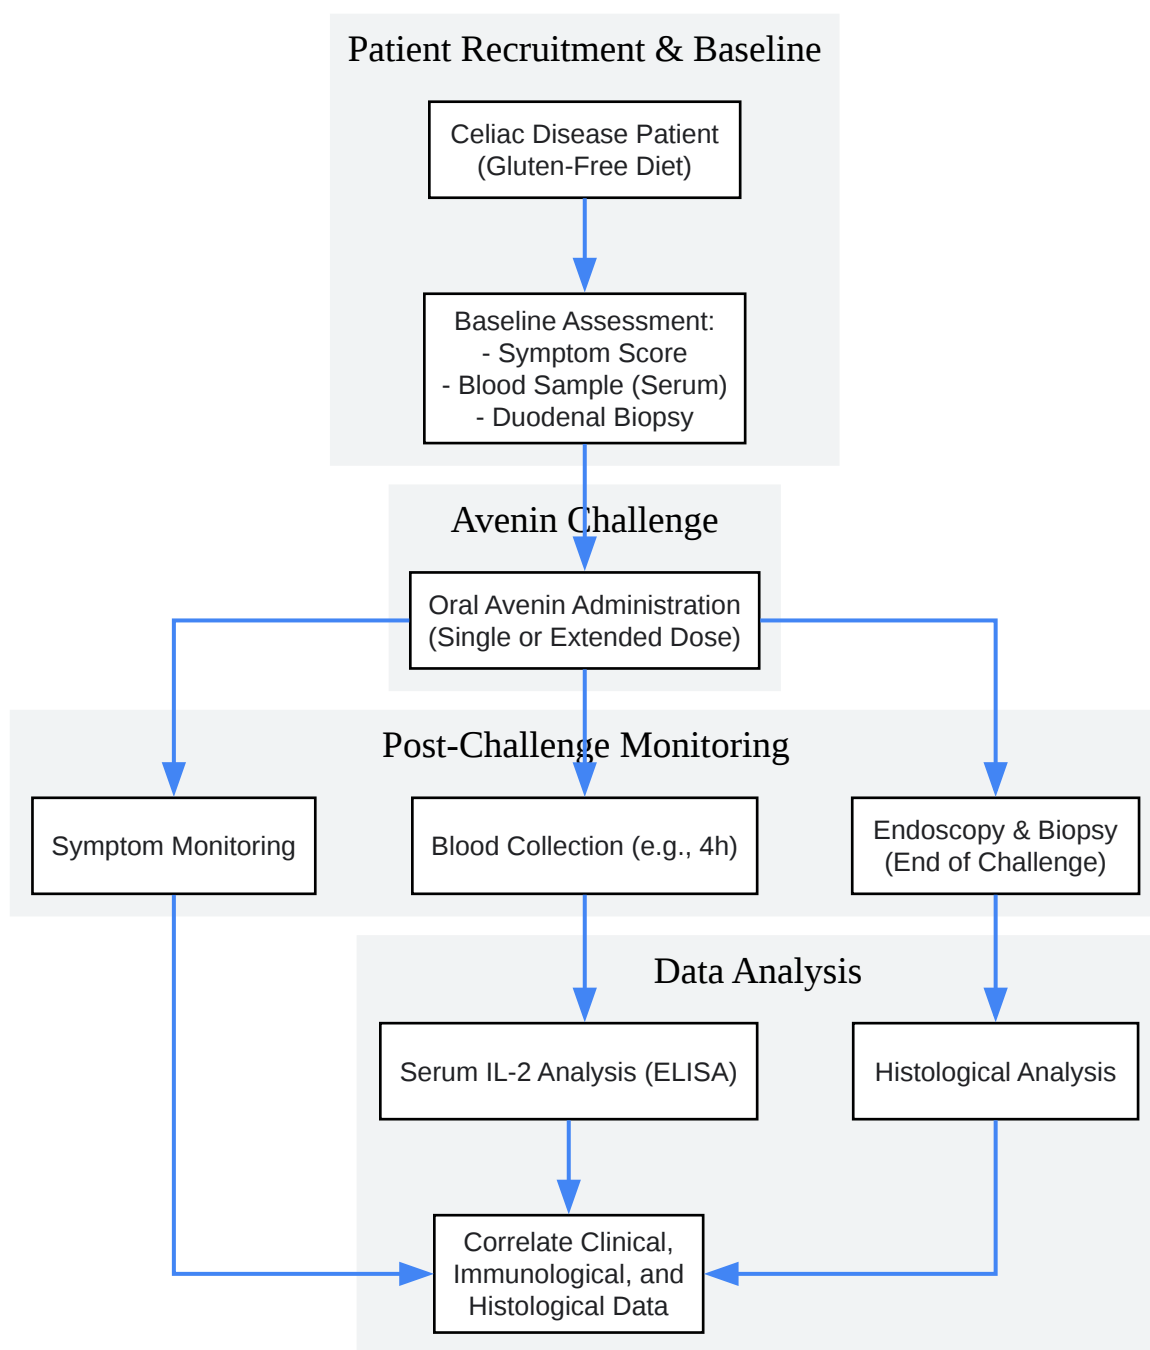 Patient Recruitment & Baseline
Celiac Disease Patient
(Gluten-Free Diet)
Baseline Assessment:
- Symptom Score
- Blood Sample (Serum)
- Duodenal Biopsy
Avenin Challenge
Oral Avenin Administration
(Single or Extended Dose)
Post-Challenge Monitoring
Symptom Monitoring
Blood Collection (e.g., 4h)
Endoscopy & Biopsy
(End of Challenge)
Data Analysis
Serum IL-2 Analysis (ELISA)
Histological Analysis
Correlate Clinical,
Immunological, and
Histological Data